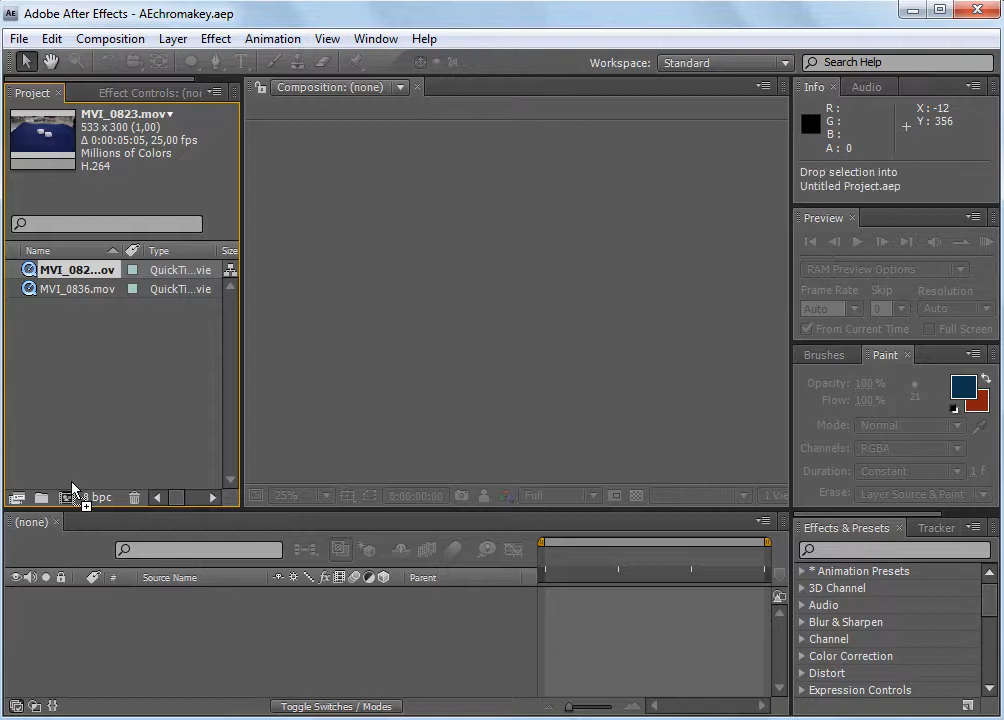 AE Adobe After Effects - AEchromakey.aep
File Edit Composition Layer Effect Animation View Window Help
Workspace: Standard Search Help
Project Effect Controls: (noi
Composition: (none)
Info Audio
MVI_0823.mov
533 x 300 (1,00)
Δ 0:00:05:05, 25,00 fps
Millions of Colors
H.264
R: X: -12
G: Y: 356
B:
A: 0
Drop selection into
Untitled Project.aep
Preview
Name Type Size
MVI_082...ov QuickTi...vie
MVI_0836.mov QuickTi...vie
RAM Preview Options
Frame Rate Skip Resolution
Auto 0 Auto
From Current Time Full Screen
Brushes Paint
Opacity: 100 %
Flow: 100 % 21
Mode: Normal
Channels: RGBA
Duration: Constant 1 f
Erase: Layer Source & Paint
bpc
25% 0:00:00:00 Full 1 Vie
(none)
Effects & Presets Tracker
# Source Name fx Parent
* Animation Presets
3D Channel
Audio
Blur & Sharpen
Channel
Color Correction
Distort
Expression Controls
Toggle Switches / Modes